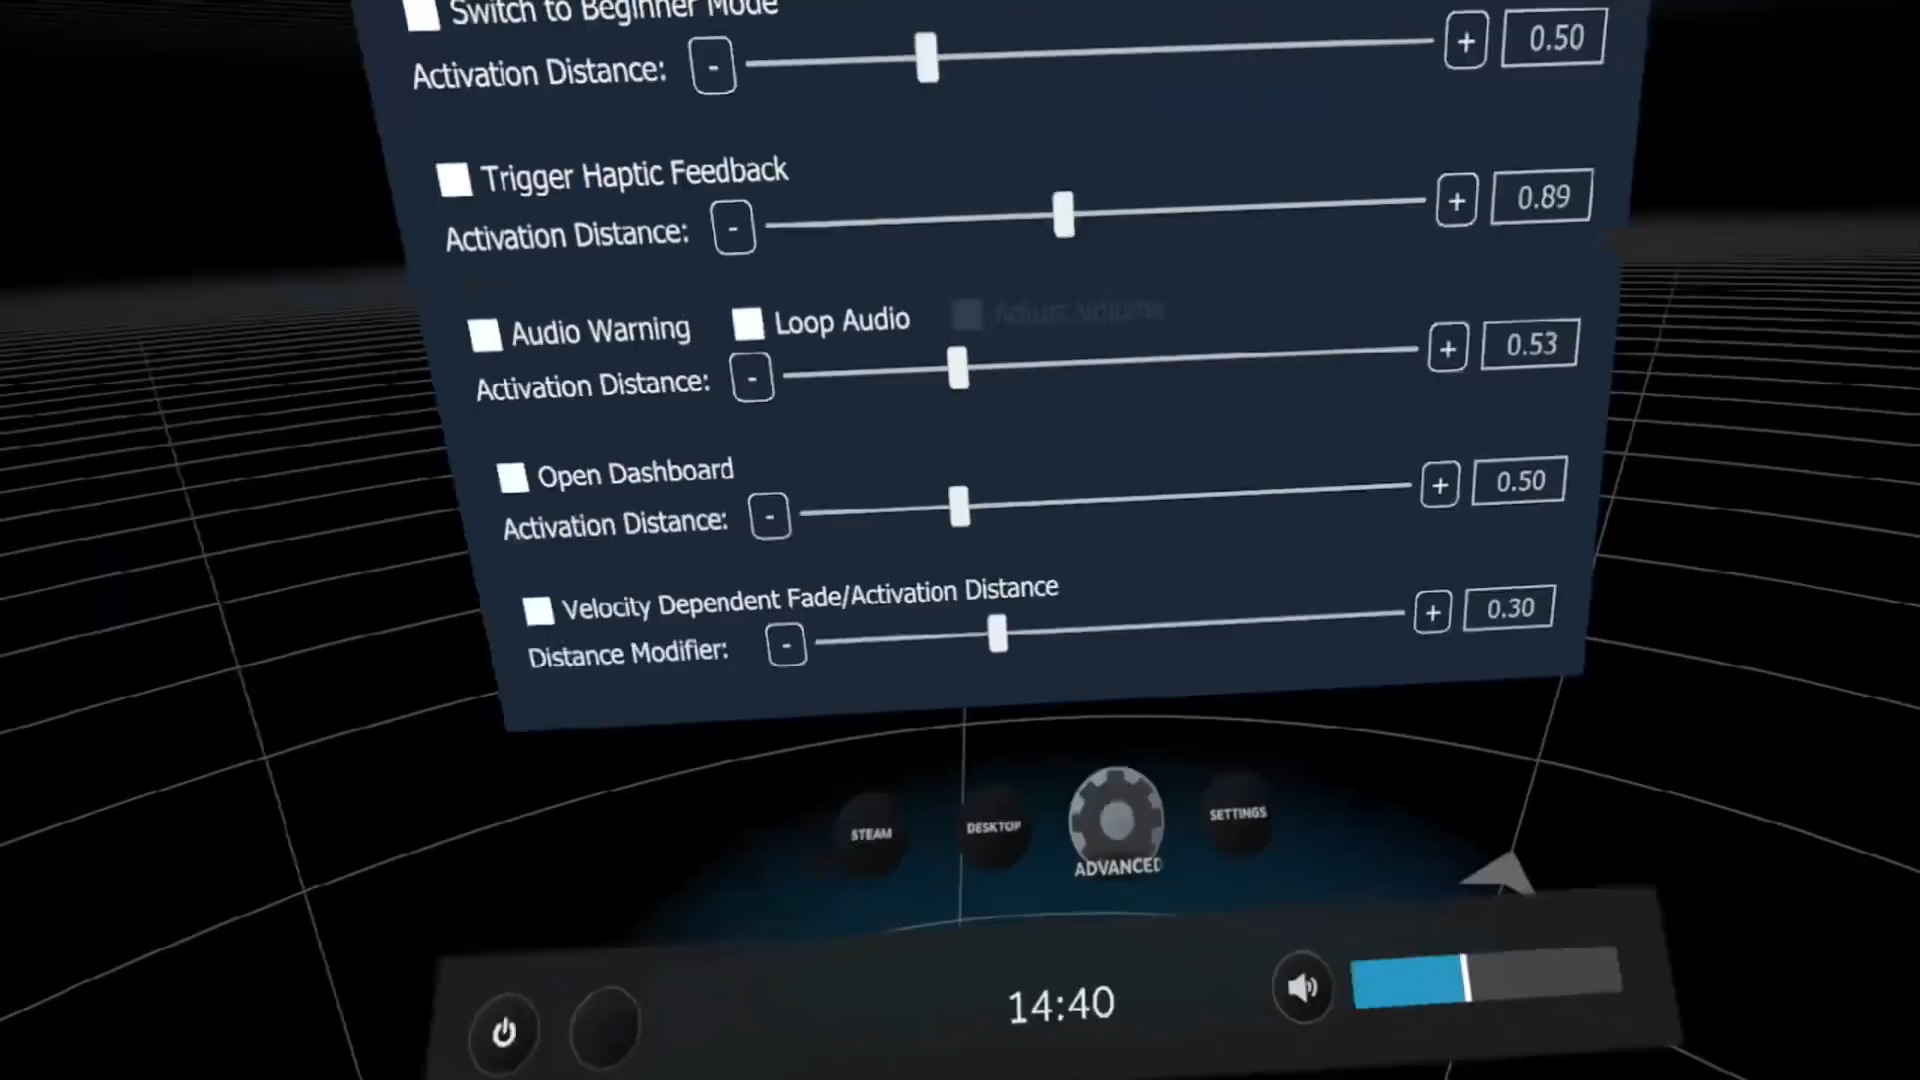 Switch to Beginner Mode
Activation Distance: - + 0.50
Trigger Haptic Feedback
Activation Distance: - + 0.89
Audio Warning Loop Audio Adjust Volume
Activation Distance: - + 0.53
Open Dashboard
Activation Distance: - + 0.50
Velocity Dependent Fade/Activation Distance
Distance Modifier: - + 0.30
STEAM DESKTOP ADVANCED SETTINGS
14:40